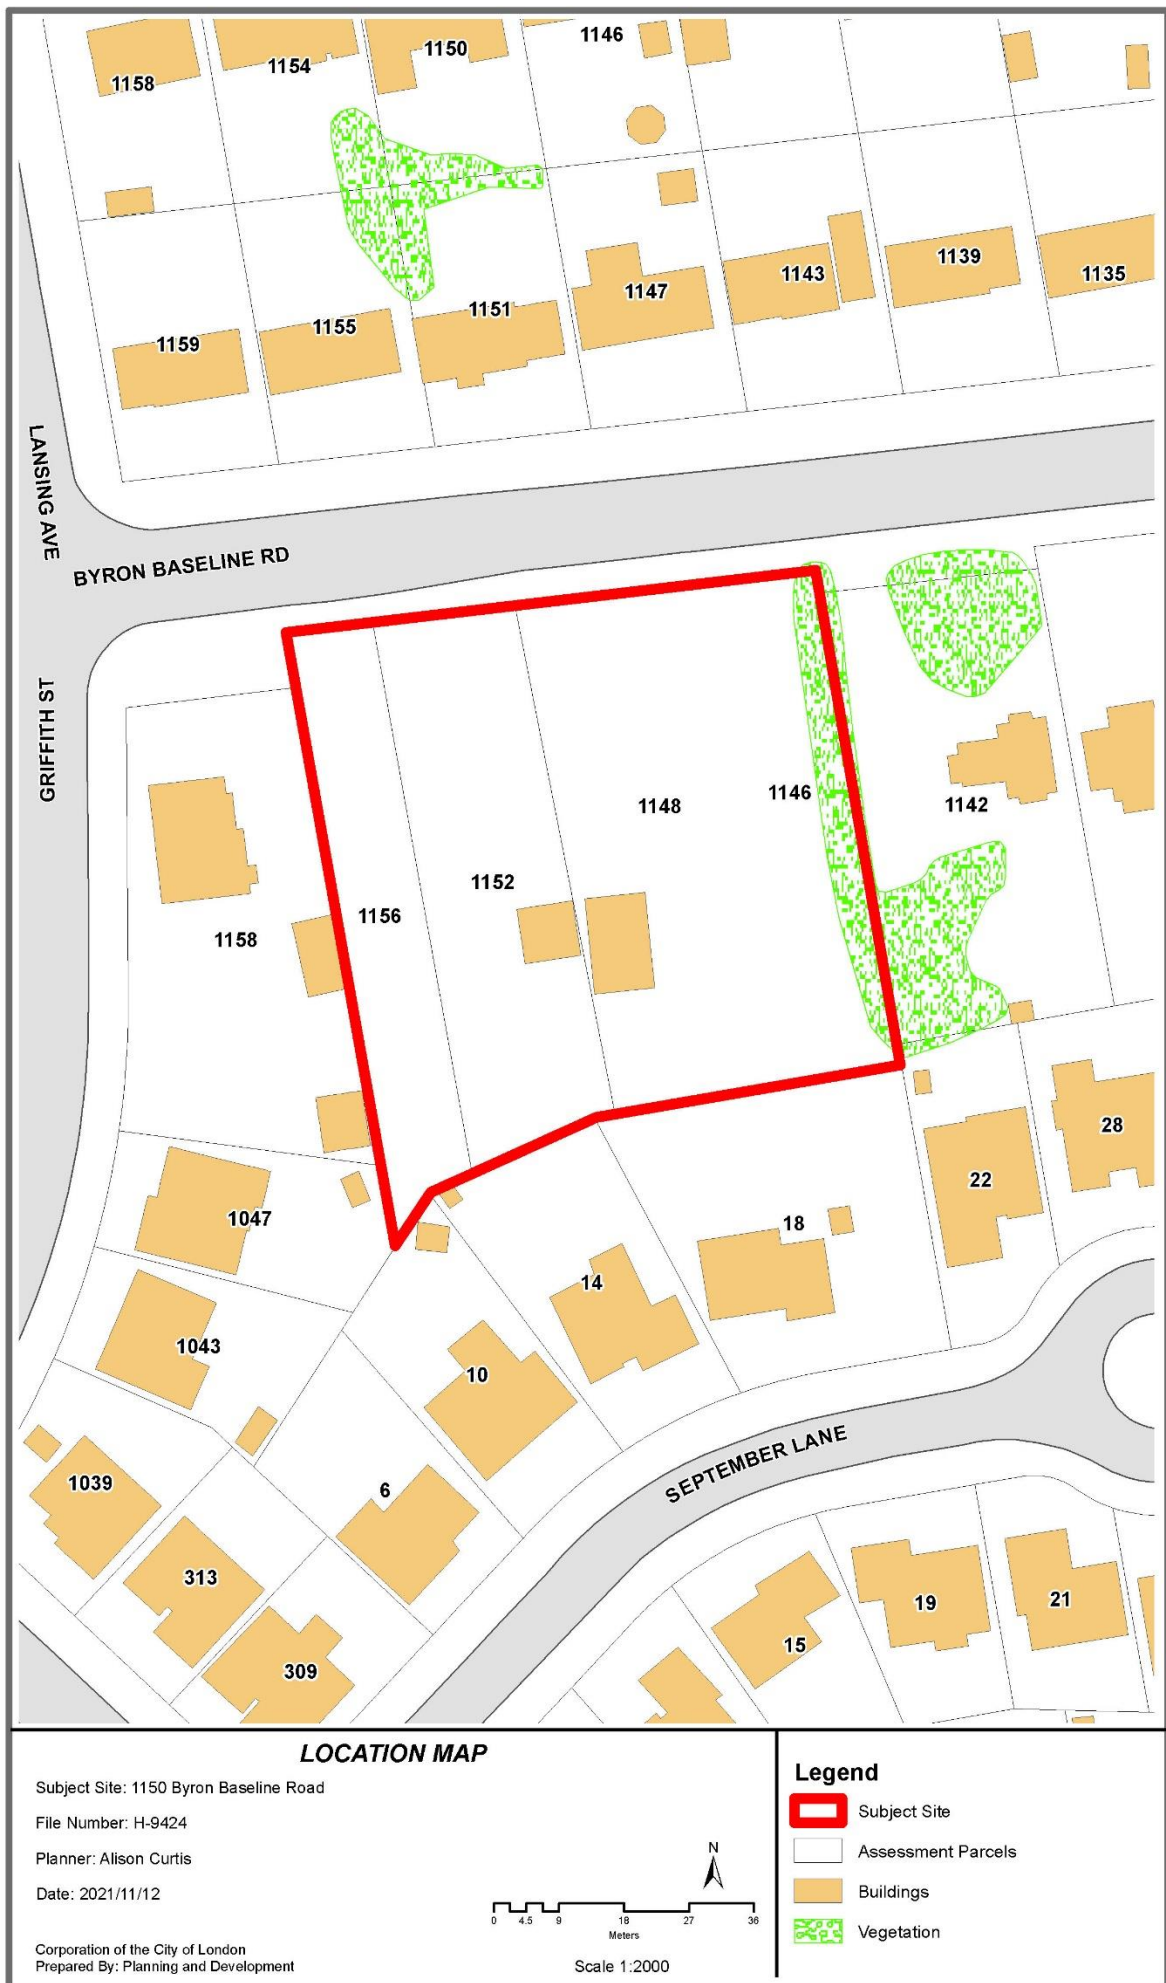 1158
1154
1150
1146
1159
1155
1151
1147
1143
1139
1135
LANSING AVE
BYRON BASELINE RD
GRIFFITH ST
1158
1156
1152
1148
1146
1142
1047
1043
1039
313
309
6
10
14
18
22
28
SEPTEMBER LANE
15
19
21
LOCATION MAP
Subject Site: 1150 Byron Baseline Road
File Number: H-9424
Planner: Alison Curtis
Date: 2021/11/12
Corporation of the City of London
Prepared By: Planning and Development
N
0 4.5 9 18 27 36
Meters
Scale 1:2000
Legend
Subject Site
Assessment Parcels
Buildings
Vegetation